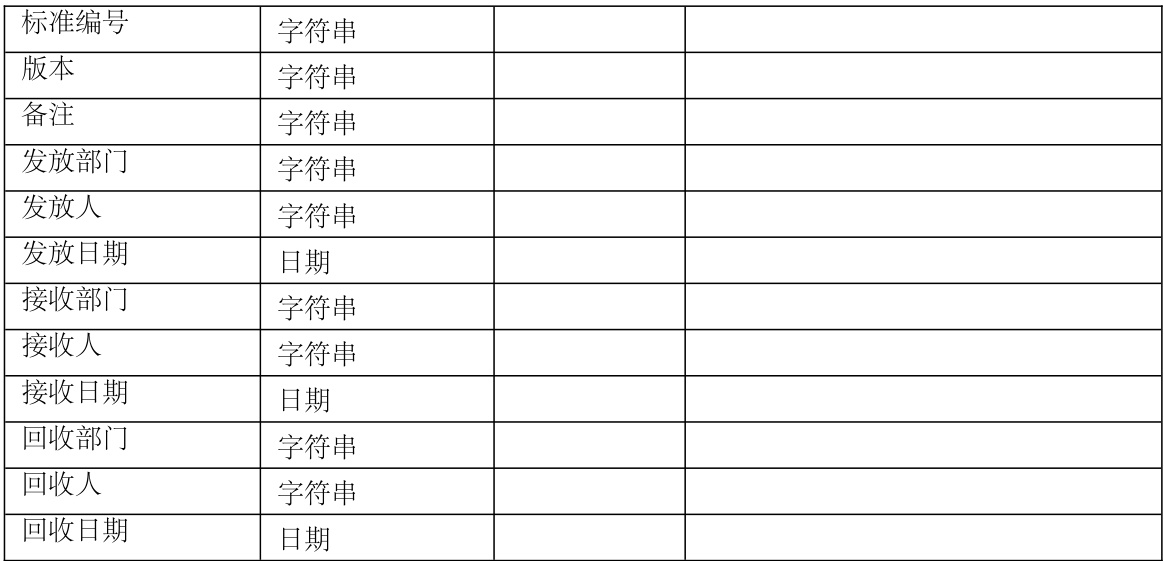 标准编号 字符串
版本 字符串
备注 字符串
发放部门 字符串
发放人 字符串
发放日期 日期
接收部门 字符串
接收人 字符串
接收日期 日期
回收部门 字符串
回收人 字符串
回收日期 日期